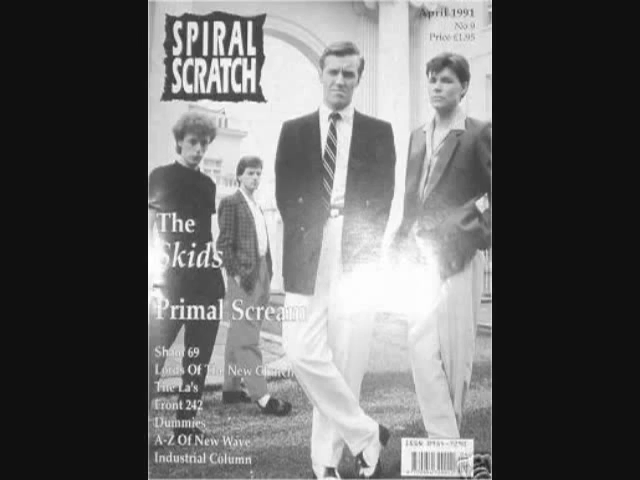 SPIRAL
SCRATCH
April 1991
No 9
Price £1.95
The
Skids
Primal Scream
Sham 69
Lords Of The New Church
The La's
Front 242
Dummies
A-Z Of New Wave
Industrial Column
ISSN